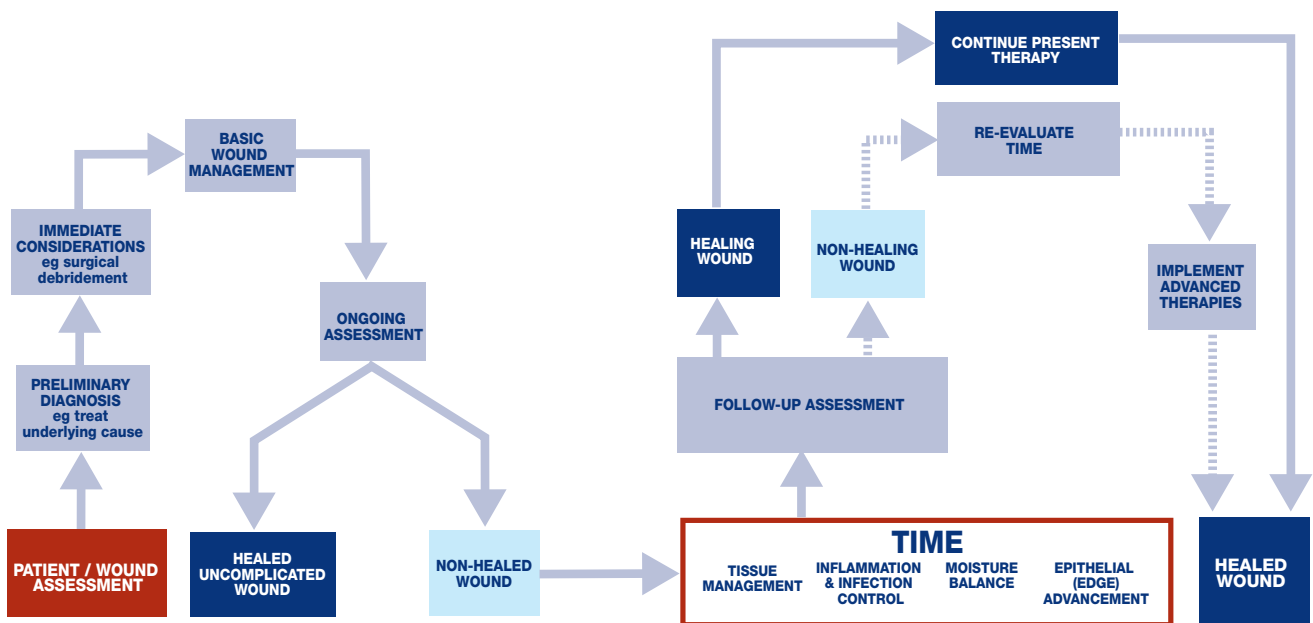 PATIENT / WOUND
ASSESSMENT
PRELIMINARY
DIAGNOSIS
eg treat
underlying cause
IMMEDIATE
CONSIDERATIONS
eg surgical
debridement
BASIC
WOUND
MANAGEMENT
ONGOING
ASSESSMENT
HEALED
UNCOMPLICATED
WOUND
NON-HEALED
WOUND
TIME
TISSUE
MANAGEMENT
INFLAMMATION
& INFECTION
CONTROL
MOISTURE
BALANCE
EPITHELIAL
(EDGE)
ADVANCEMENT
FOLLOW-UP ASSESSMENT
HEALING
WOUND
NON-HEALING
WOUND
CONTINUE PRESENT
THERAPY
RE-EVALUATE
TIME
IMPLEMENT
ADVANCED
THERAPIES
HEALED
WOUND